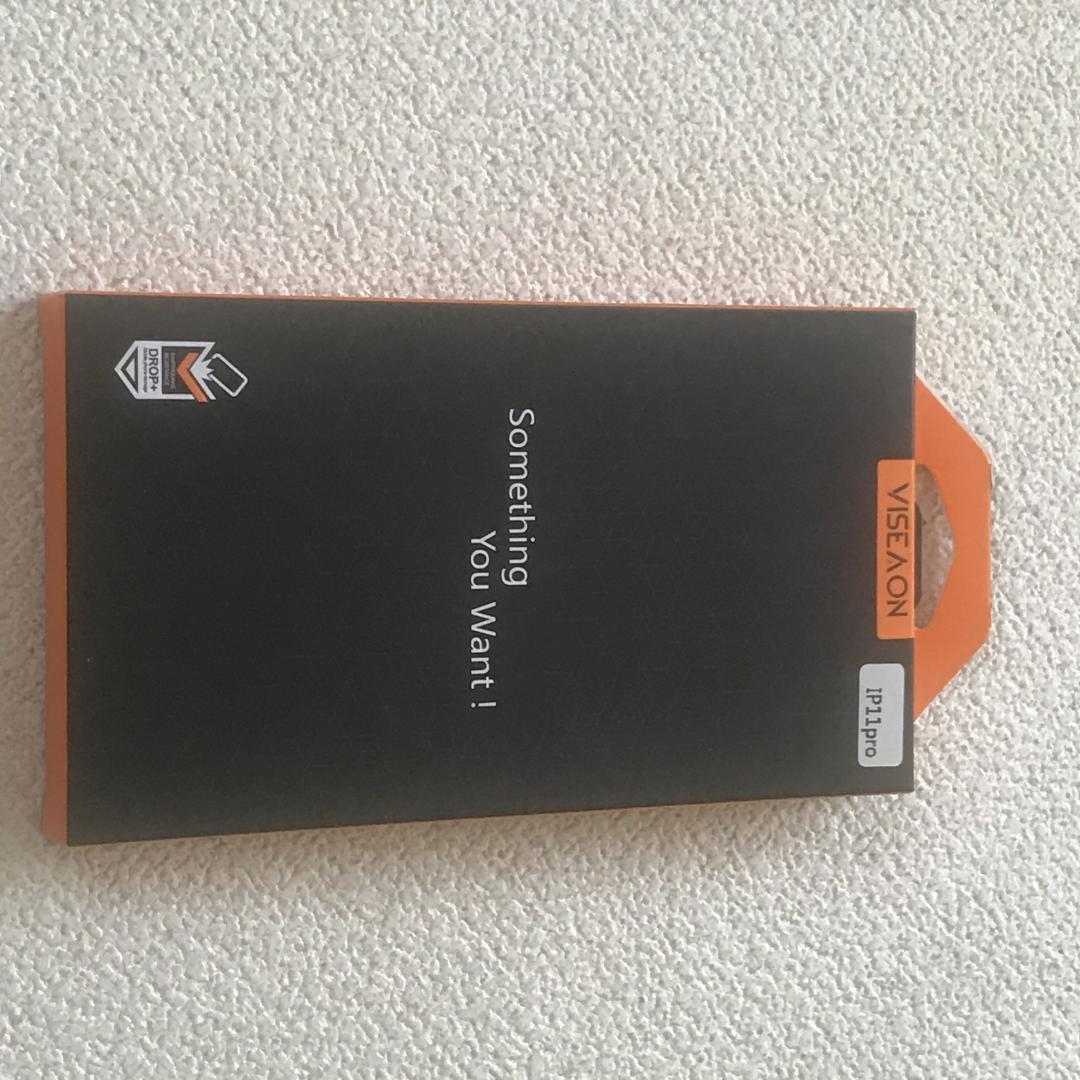 VISEAON
IP11pro
Something
You Want !
DROP+